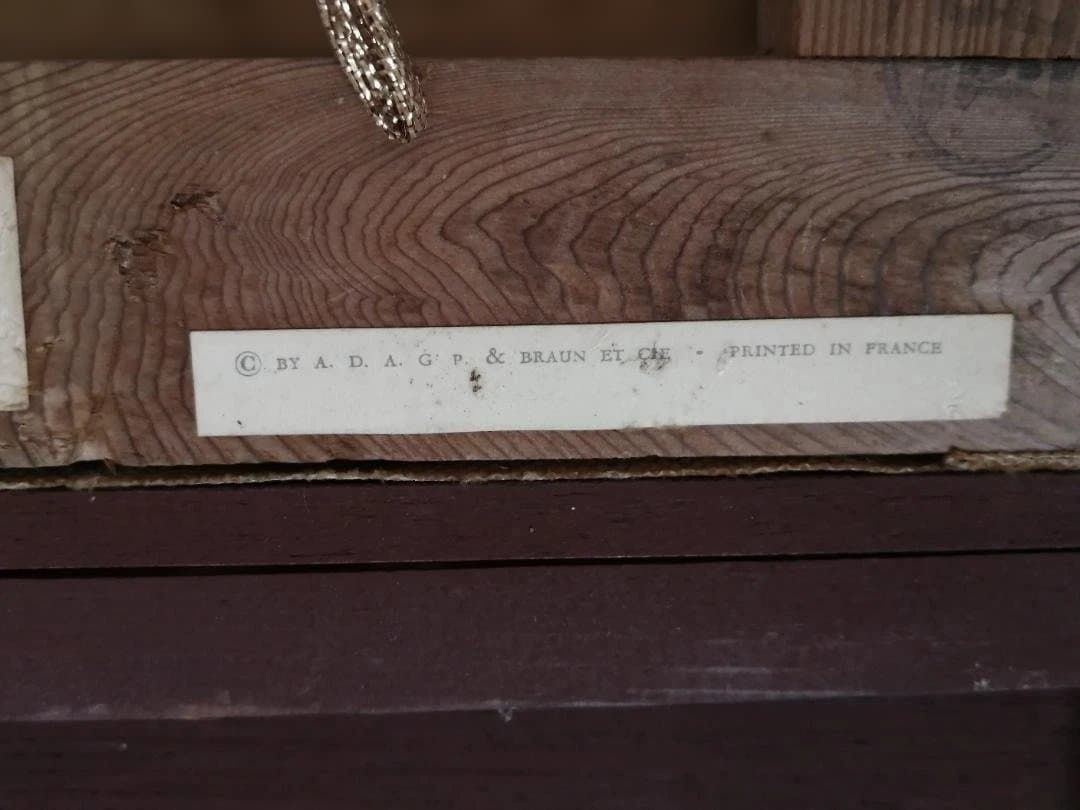 © BY A. D. A. G. P. & BRAUN ET CIE • PRINTED IN FRANCE